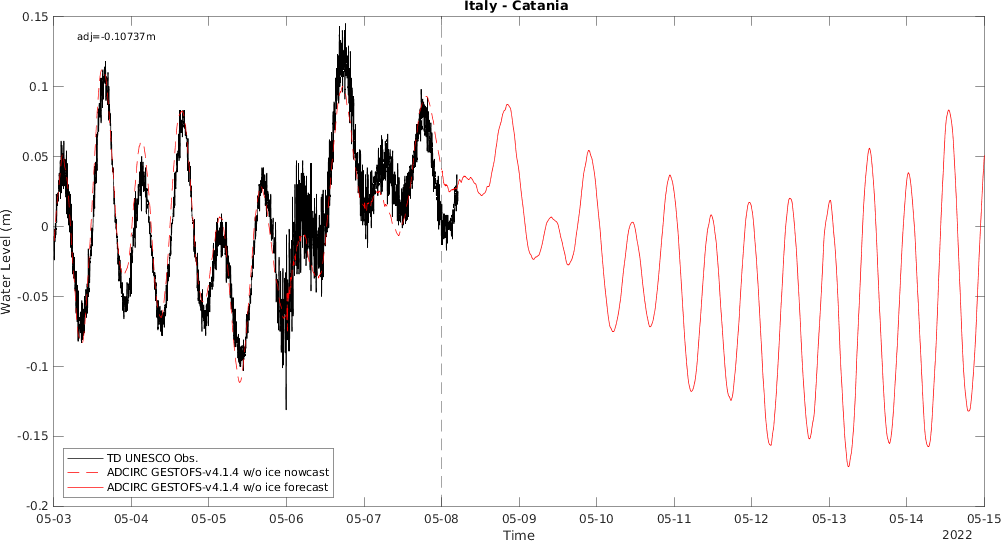 Italy - Catania
adj=-0.10737m
0.15
0.1
0.05
0
-0.05
-0.1
-0.15
-0.2
Water Level (m)
TD UNESCO Obs.
ADCIRC GESTOFS-v4.1.4 w/o ice nowcast
ADCIRC GESTOFS-v4.1.4 w/o ice forecast
05-03 05-04 05-05 05-06 05-07 05-08 05-09 05-10 05-11 05-12 05-13 05-14 05-15
Time
2022